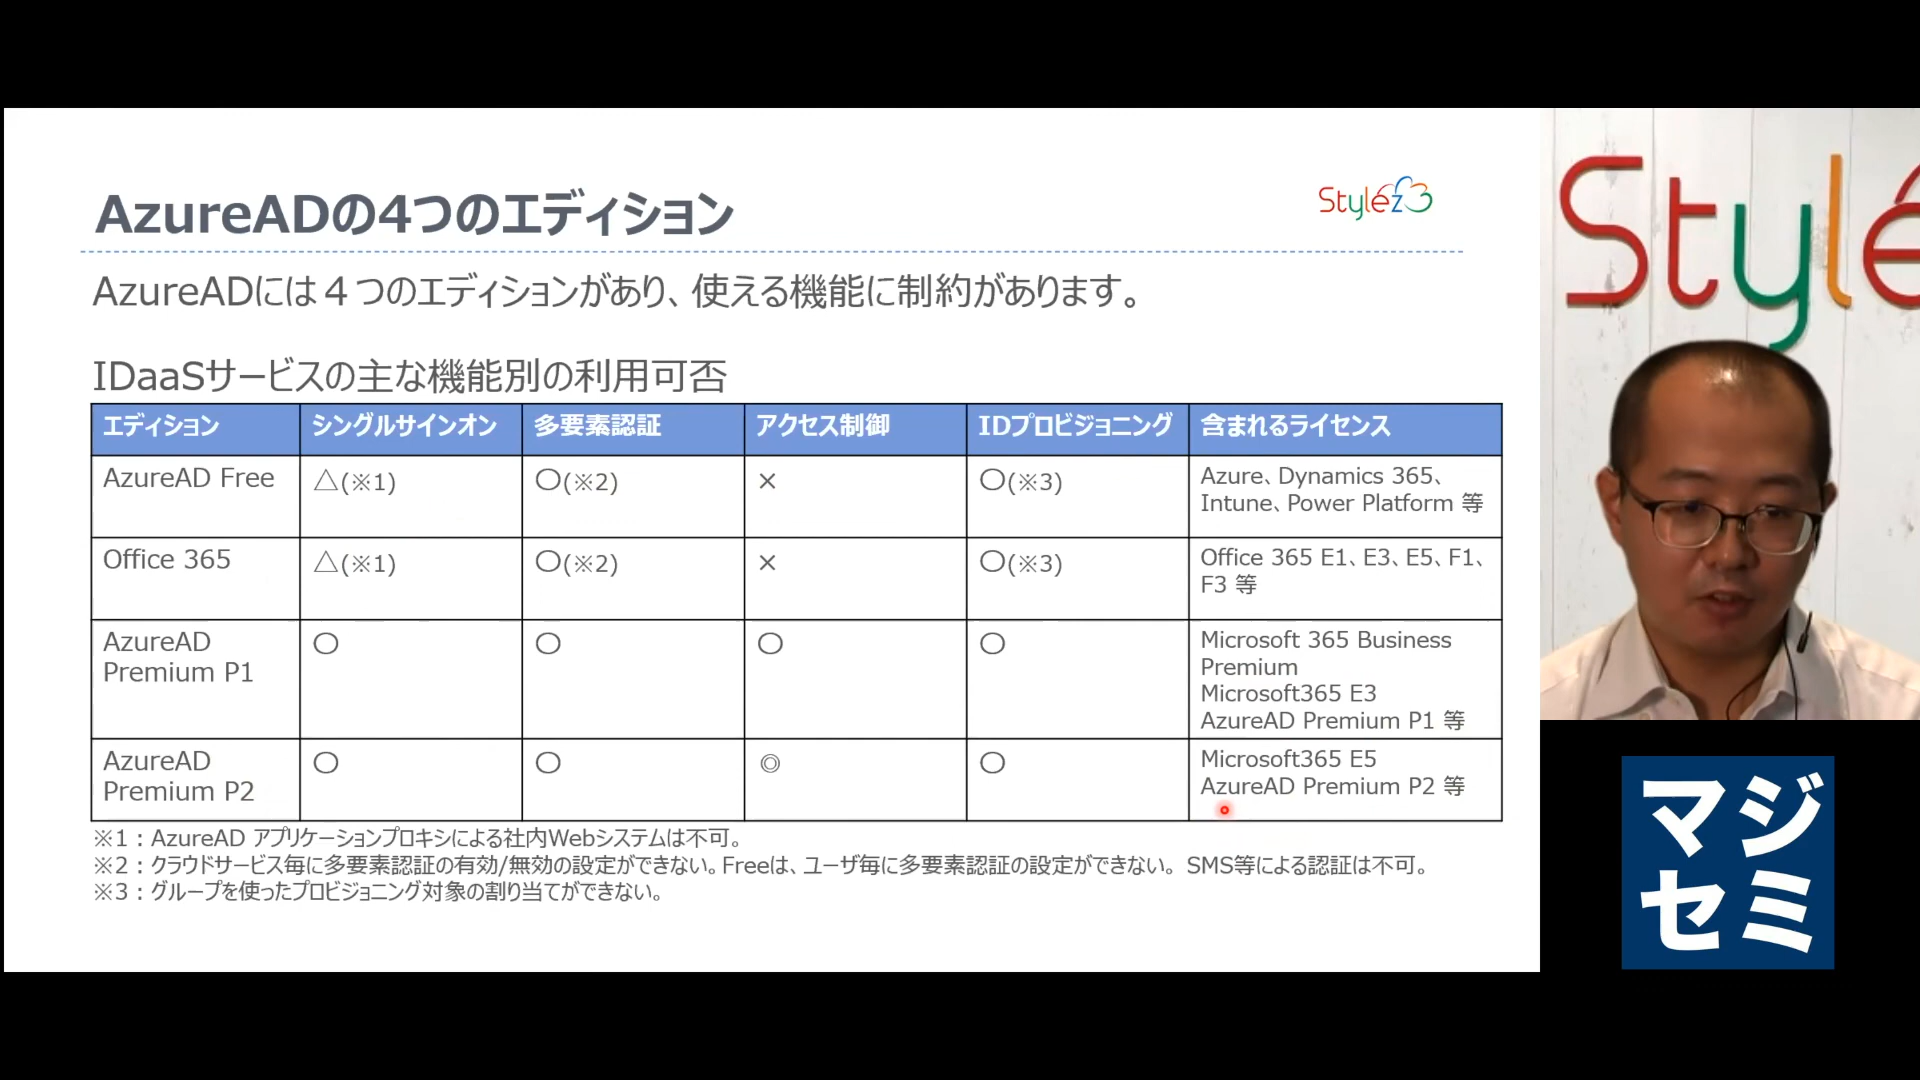 AzureADの4つのエディション
Stylez
AzureADには４つのエディションがあり、使える機能に制約があります。
IDaaSサービスの主な機能別の利用可否
エディション シングルサインオン 多要素認証 アクセス制御 IDプロビジョニング 含まれるライセンス
AzureAD Free △(※1) 〇(※2) × 〇(※3) Azure、Dynamics 365、
Intune、Power Platform 等
Office 365 △(※1) 〇(※2) × 〇(※3) Office 365 E1、E3、E5、F1、
F3 等
AzureAD
Premium P1 〇 〇 〇 〇 Microsoft 365 Business
Premium
Microsoft365 E3
AzureAD Premium P1 等
AzureAD
Premium P2 〇 〇 ◎ 〇 Microsoft365 E5
AzureAD Premium P2 等
※1：AzureAD アプリケーションプロキシによる社内Webシステムは不可。
※2：クラウドサービス毎に多要素認証の有効/無効の設定ができない。Freeは、ユーザ毎に多要素認証の設定ができない。SMS等による認証は不可。
※3：グループを使ったプロビジョニング対象の割り当てができない。
Style
マジ
セミ